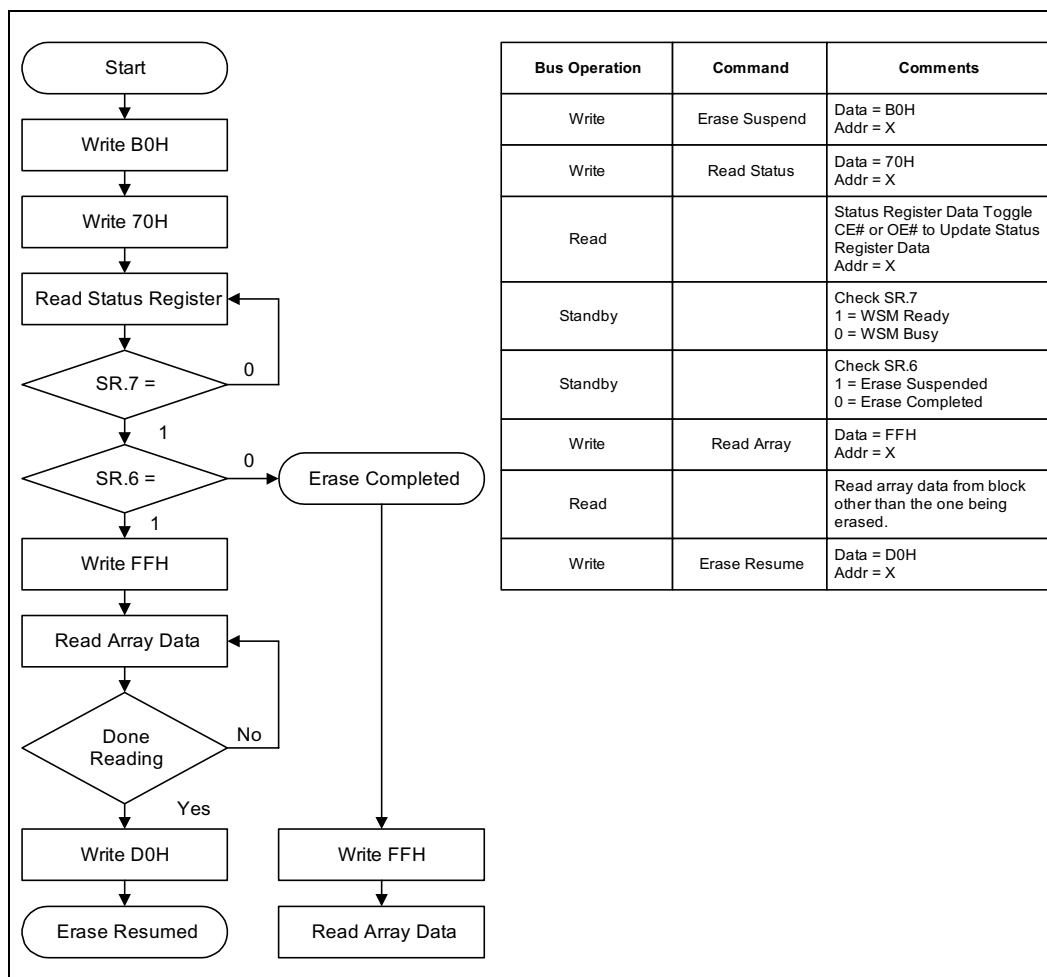 Start
Write B0H
Write 70H
Read Status Register
SR.7 =
0
1
SR.6 =
0
Erase Completed
1
Write FFH
Read Array Data
Done
Reading
No
Yes
Write D0H
Write FFH
Erase Resumed
Read Array Data
Bus Operation Command Comments
Write Erase Suspend Data = B0H
Addr = X
Write Read Status Data = 70H
Addr = X
Read Status Register Data Toggle
CE# or OE# to Update Status
Register Data
Addr = X
Standby Check SR.7
1 = WSM Ready
0 = WSM Busy
Standby Check SR.6
1 = Erase Suspended
0 = Erase Completed
Write Read Array Data = FFH
Addr = X
Read Read array data from block
other than the one being
erased.
Write Erase Resume Data = D0H
Addr = X